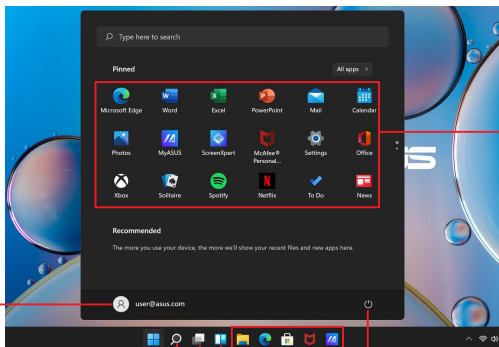 Type here to search
Pinned
All apps >
Microsoft Edge Word Excel PowerPoint Mail Calendar
Photos MyASUS ScreenXpert McAfee® Settings Office
Personal...
Xbox Solitaire Spotify Netflix To Do News
Recommended
The more you use your device, the more we'll show your recent files and new apps here.
user@asus.com